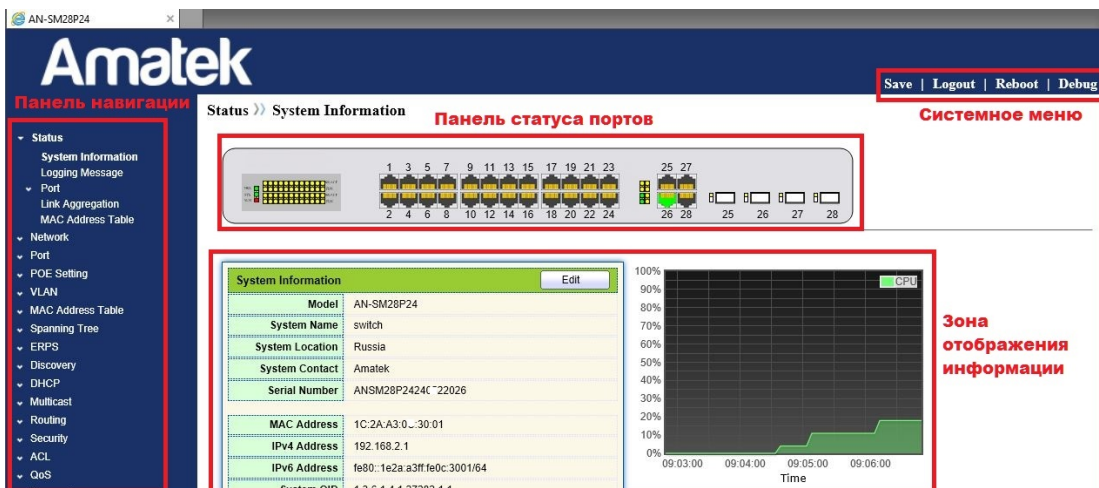 AN-SM28P24
Amatek
Save | Logout | Reboot | Debug
Панель навигации
Системное меню
Status » System Information
Панель статуса портов
Status
System Information
Logging Message
Port
Link Aggregation
MAC Address Table
Network
Port
POE Setting
VLAN
MAC Address Table
Spanning Tree
ERPS
Discovery
DHCP
Multicast
Routing
Security
ACL
QoS
1 3 5 7 9 11 13 15 17 19 21 23 25 27
2 4 6 8 10 12 14 16 18 20 22 24 26 28 25 26 27 28
System Information Edit
Model AN-SM28P24
System Name switch
System Location Russia
System Contact Amatek
Serial Number
MAC Address
IPv4 Address 192.168.2.1
IPv6 Address fe80::1e2a:a3ff:fe0c:3001/64
100%
90%
80%
70%
60%
50%
40%
30%
20%
10%
0%
CPU
09:03:00 09:04:00 09:05:00 09:06:00
Time
Зона
отображения
информации